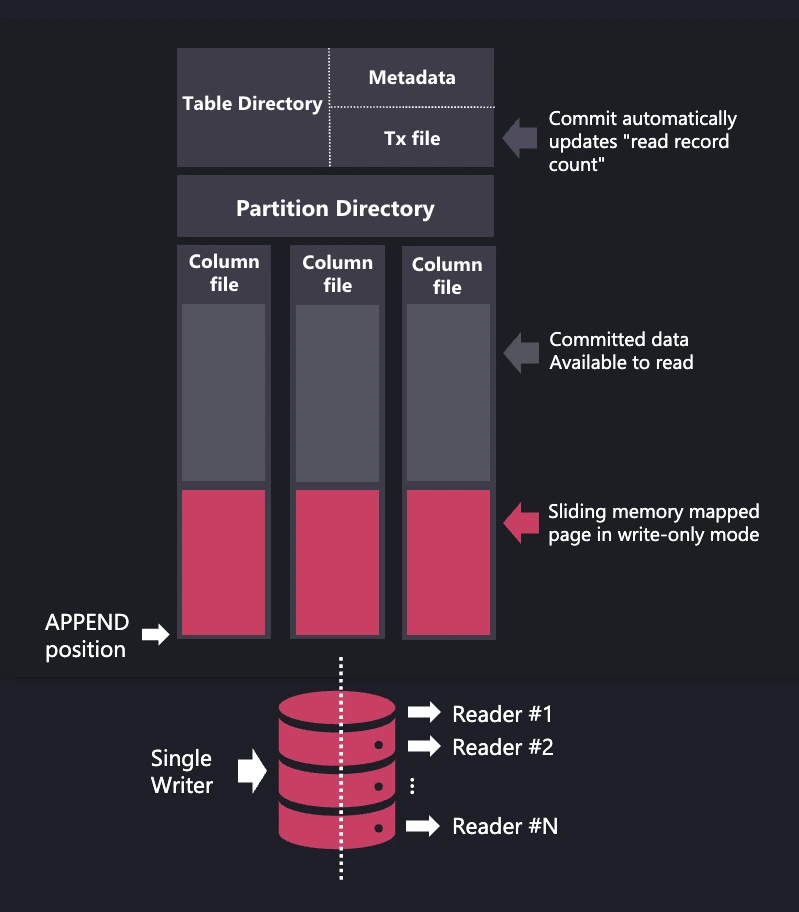 Table Directory
Metadata
Tx file
Commit automatically
updates "read record
count"
Partition Directory
Column
file
Column
file
Column
file
Committed data
Available to read
Sliding memory mapped
page in write-only mode
APPEND
position
Single
Writer
Reader #1
Reader #2
Reader #N